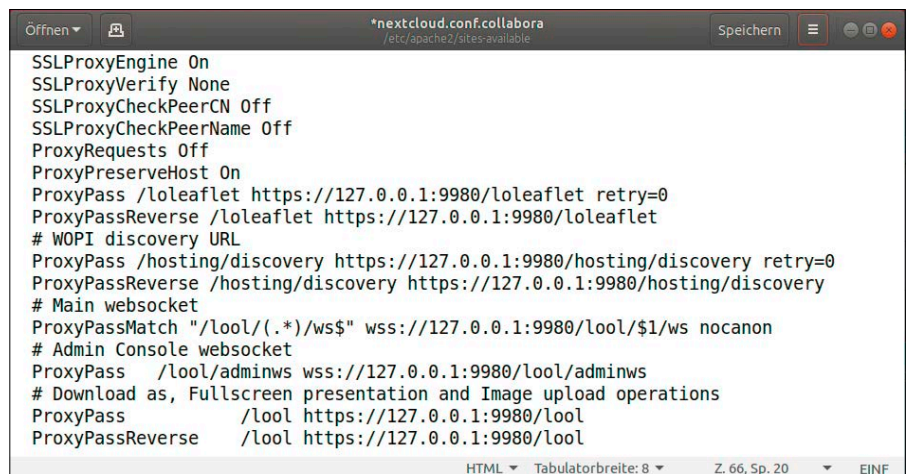 Öffnen
*nextcloud.conf.collabora
/etc/apache2/sites-available
Speichern
SSLProxyEngine On
SSLProxyVerify None
SSLProxyCheckPeerCN Off
SSLProxyCheckPeerName Off
ProxyRequests Off
ProxyPreserveHost On
ProxyPass /loleaflet https://127.0.0.1:9980/loleaflet retry=0
ProxyPassReverse /loleaflet https://127.0.0.1:9980/loleaflet
# WOPI discovery URL
ProxyPass /hosting/discovery https://127.0.0.1:9980/hosting/discovery retry=0
ProxyPassReverse /hosting/discovery https://127.0.0.1:9980/hosting/discovery
# Main websocket
ProxyPassMatch "/lool/(.*)/ws$" wss://127.0.0.1:9980/lool/$1/ws nocanon
# Admin Console websocket
ProxyPass   /lool/adminws wss://127.0.0.1:9980/lool/adminws
# Download as, Fullscreen presentation and Image upload operations
ProxyPass           /lool https://127.0.0.1:9980/lool
ProxyPassReverse    /lool https://127.0.0.1:9980/lool
HTML Tabulatorbreite: 8 Z. 66, Sp. 20 EINF